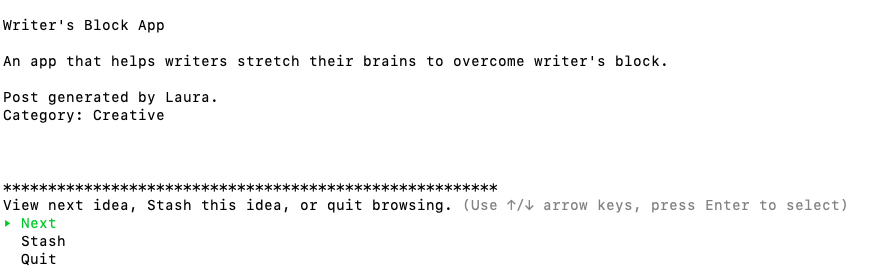 Writer's Block App
An app that helps writers stretch their brains to overcome writer's block.
Post generated by Laura.
Category: Creative
*******************************************************
View next idea, Stash this idea, or quit browsing. (Use ↑/↓ arrow keys, press Enter to select)
▸ Next
Stash
Quit